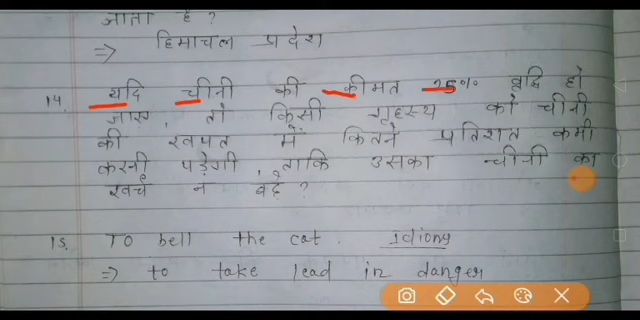 जाता है?
⇒ हिमाचल प्रदेश
14. यदि चीनी की कीमत 25% वृद्धि हो
जाए, तो किसी गृहस्थ को चीनी
की खपत में कितने प्रतिशत कमी
करनी पड़ेगी, ताकि उसका चीनी का
खर्च न बढ़े?
15. To bell the cat. Idioms
⇒ to take lead in danger